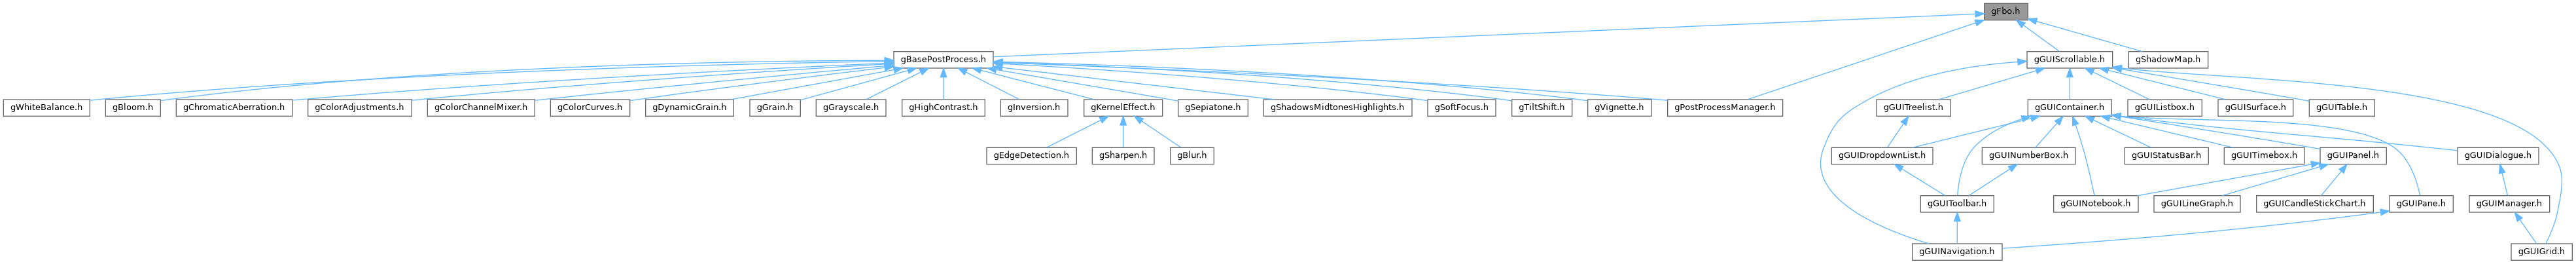 gFbo.h
gBasePostProcess.h
gGUIScrollable.h
gShadowMap.h
gWhiteBalance.h
gBloom.h
gChromaticAberration.h
gColorAdjustments.h
gColorChannelMixer.h
gColorCurves.h
gDynamicGrain.h
gGrain.h
gGrayscale.h
gHighContrast.h
gInversion.h
gKernelEffect.h
gSepiatone.h
gShadowsMidtonesHighlights.h
gSoftFocus.h
gTiltShift.h
gVignette.h
gPostProcessManager.h
gGUITreelist.h
gGUIContainer.h
gGUIListbox.h
gGUISurface.h
gGUITable.h
gEdgeDetection.h
gSharpen.h
gBlur.h
gGUIDropdownList.h
gGUINumberBox.h
gGUIStatusBar.h
gGUITimebox.h
gGUIPanel.h
gGUIDialogue.h
gGUIToolbar.h
gGUINotebook.h
gGUILineGraph.h
gGUICandleStickChart.h
gGUIPane.h
gGUIManager.h
gGUINavigation.h
gGUIGrid.h